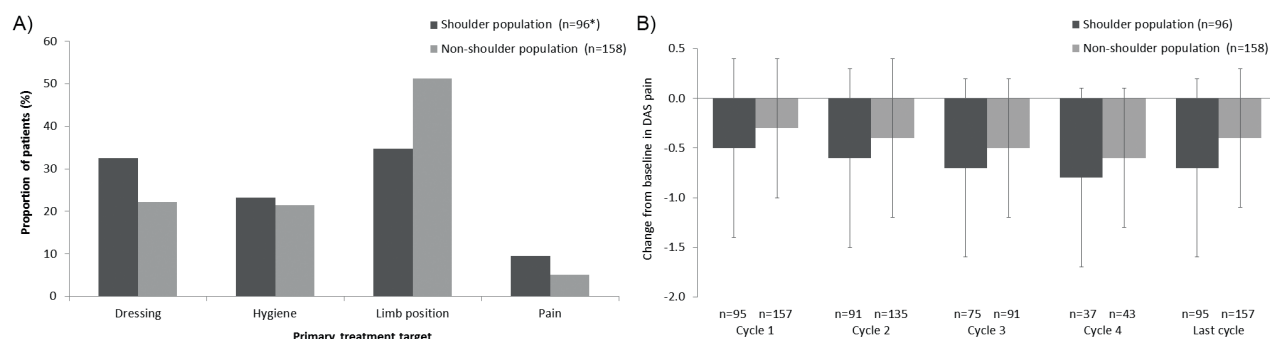 A)
Shoulder population (n=96*)
Non-shoulder population (n=158)
Proportion of patients (%)
60
50
40
30
20
10
0
Dressing Hygiene Limb position Pain
Primary treatment target
B)
Shoulder population (n=96)
Non-shoulder population (n=158)
Change from baseline in DAS pain
0.5
0.0
-0.5
-1.0
-1.5
-2.0
n=95 n=157 n=91 n=135 n=75 n=91 n=37 n=43 n=95 n=157
Cycle 1 Cycle 2 Cycle 3 Cycle 4 Last cycle